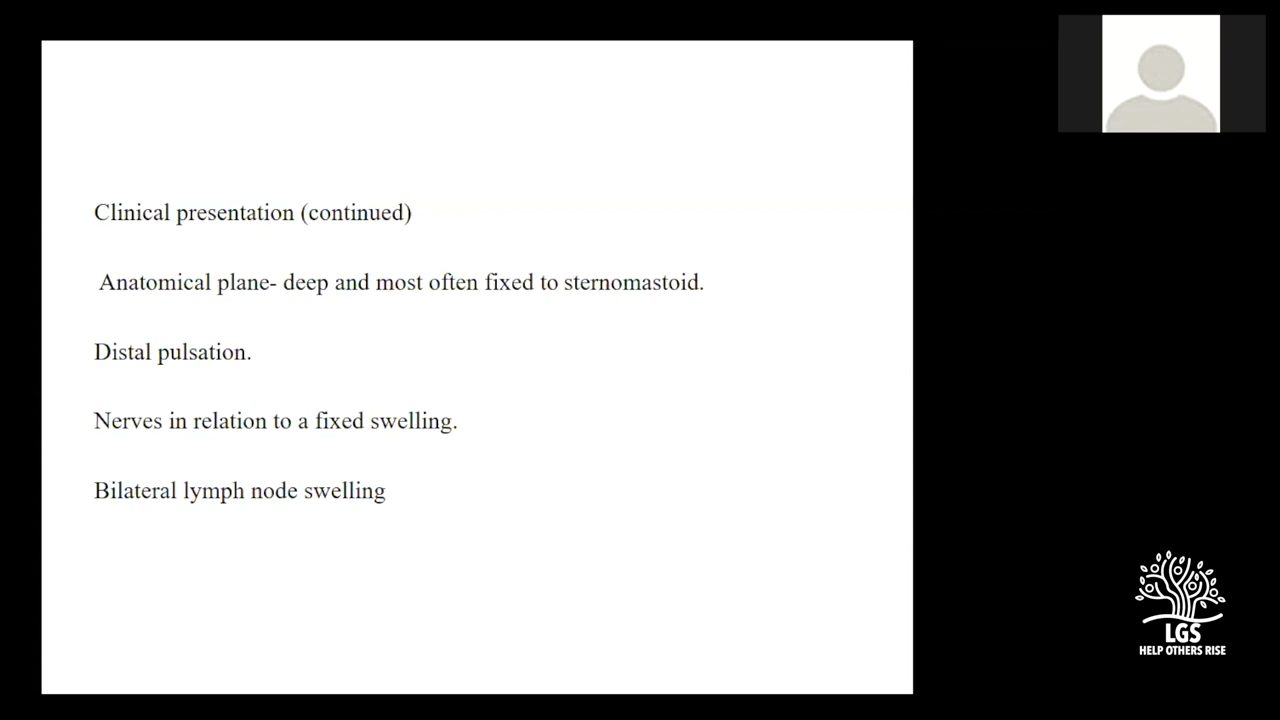 Clinical presentation (continued)
Anatomical plane- deep and most often fixed to sternomastoid.
Distal pulsation.
Nerves in relation to a fixed swelling.
Bilateral lymph node swelling
LGS
HELP OTHERS RISE